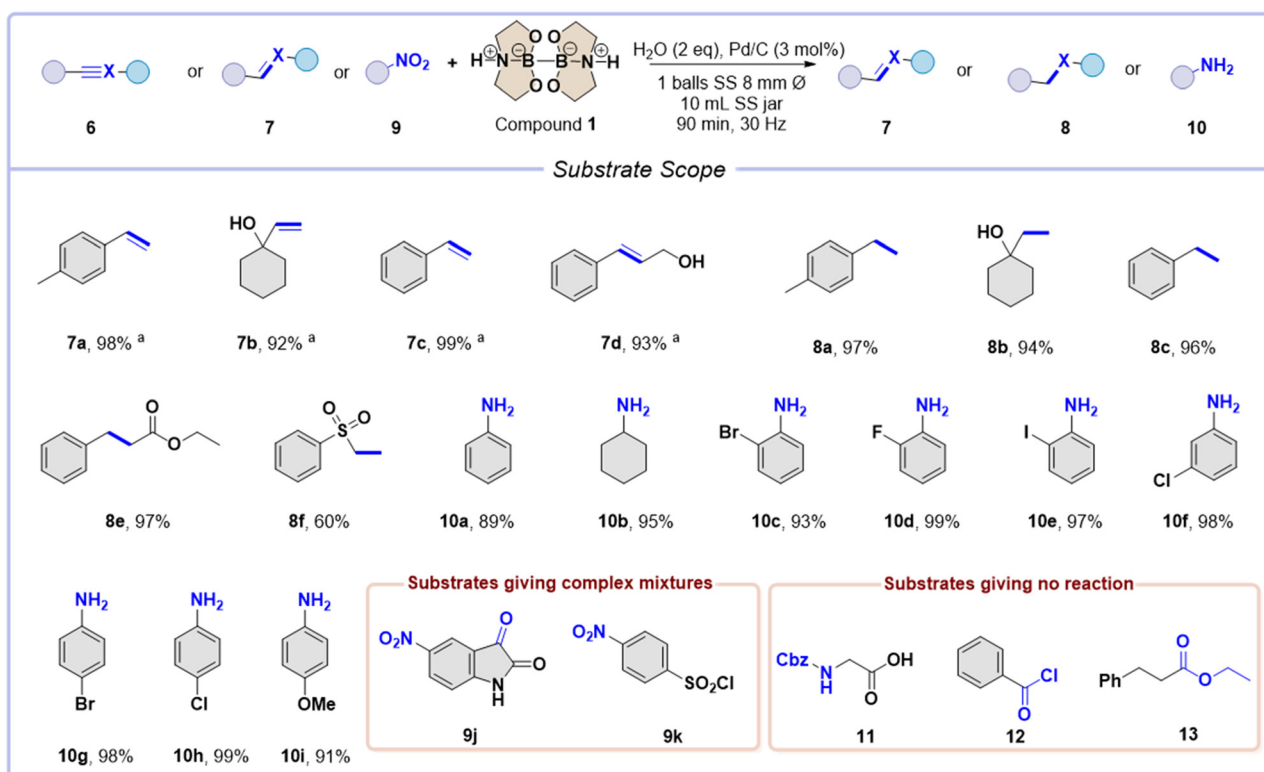 X or X or NO₂ + H⊕N⊖B O O ⊖B N⊕H O O H₂O (2 eq), Pd/C (3 mol%) X or X or NH₂
1 balls SS 8 mm Ø
10 mL SS jar
90 min, 30 Hz
6 7 9 Compound 1 7 8 10
Substrate Scope
HO OH HO
7a, 98% a 7b, 92% a 7c, 99% a 7d, 93% a 8a, 97% 8b, 94% 8c, 96%
O O O O S NH₂ NH₂ Br NH₂ F NH₂ I NH₂ Cl NH₂
8e, 97% 8f, 60% 10a, 89% 10b, 95% 10c, 93% 10d, 99% 10e, 97% 10f, 98%
Substrates giving complex mixtures Substrates giving no reaction
NH₂ NH₂ NH₂ NO₂ O O N H NO₂ SO₂Cl Cbz N H OH O Cl O Ph O O
Br Cl OMe
9j 9k 11 12 13
10g, 98% 10h, 99% 10i, 91%